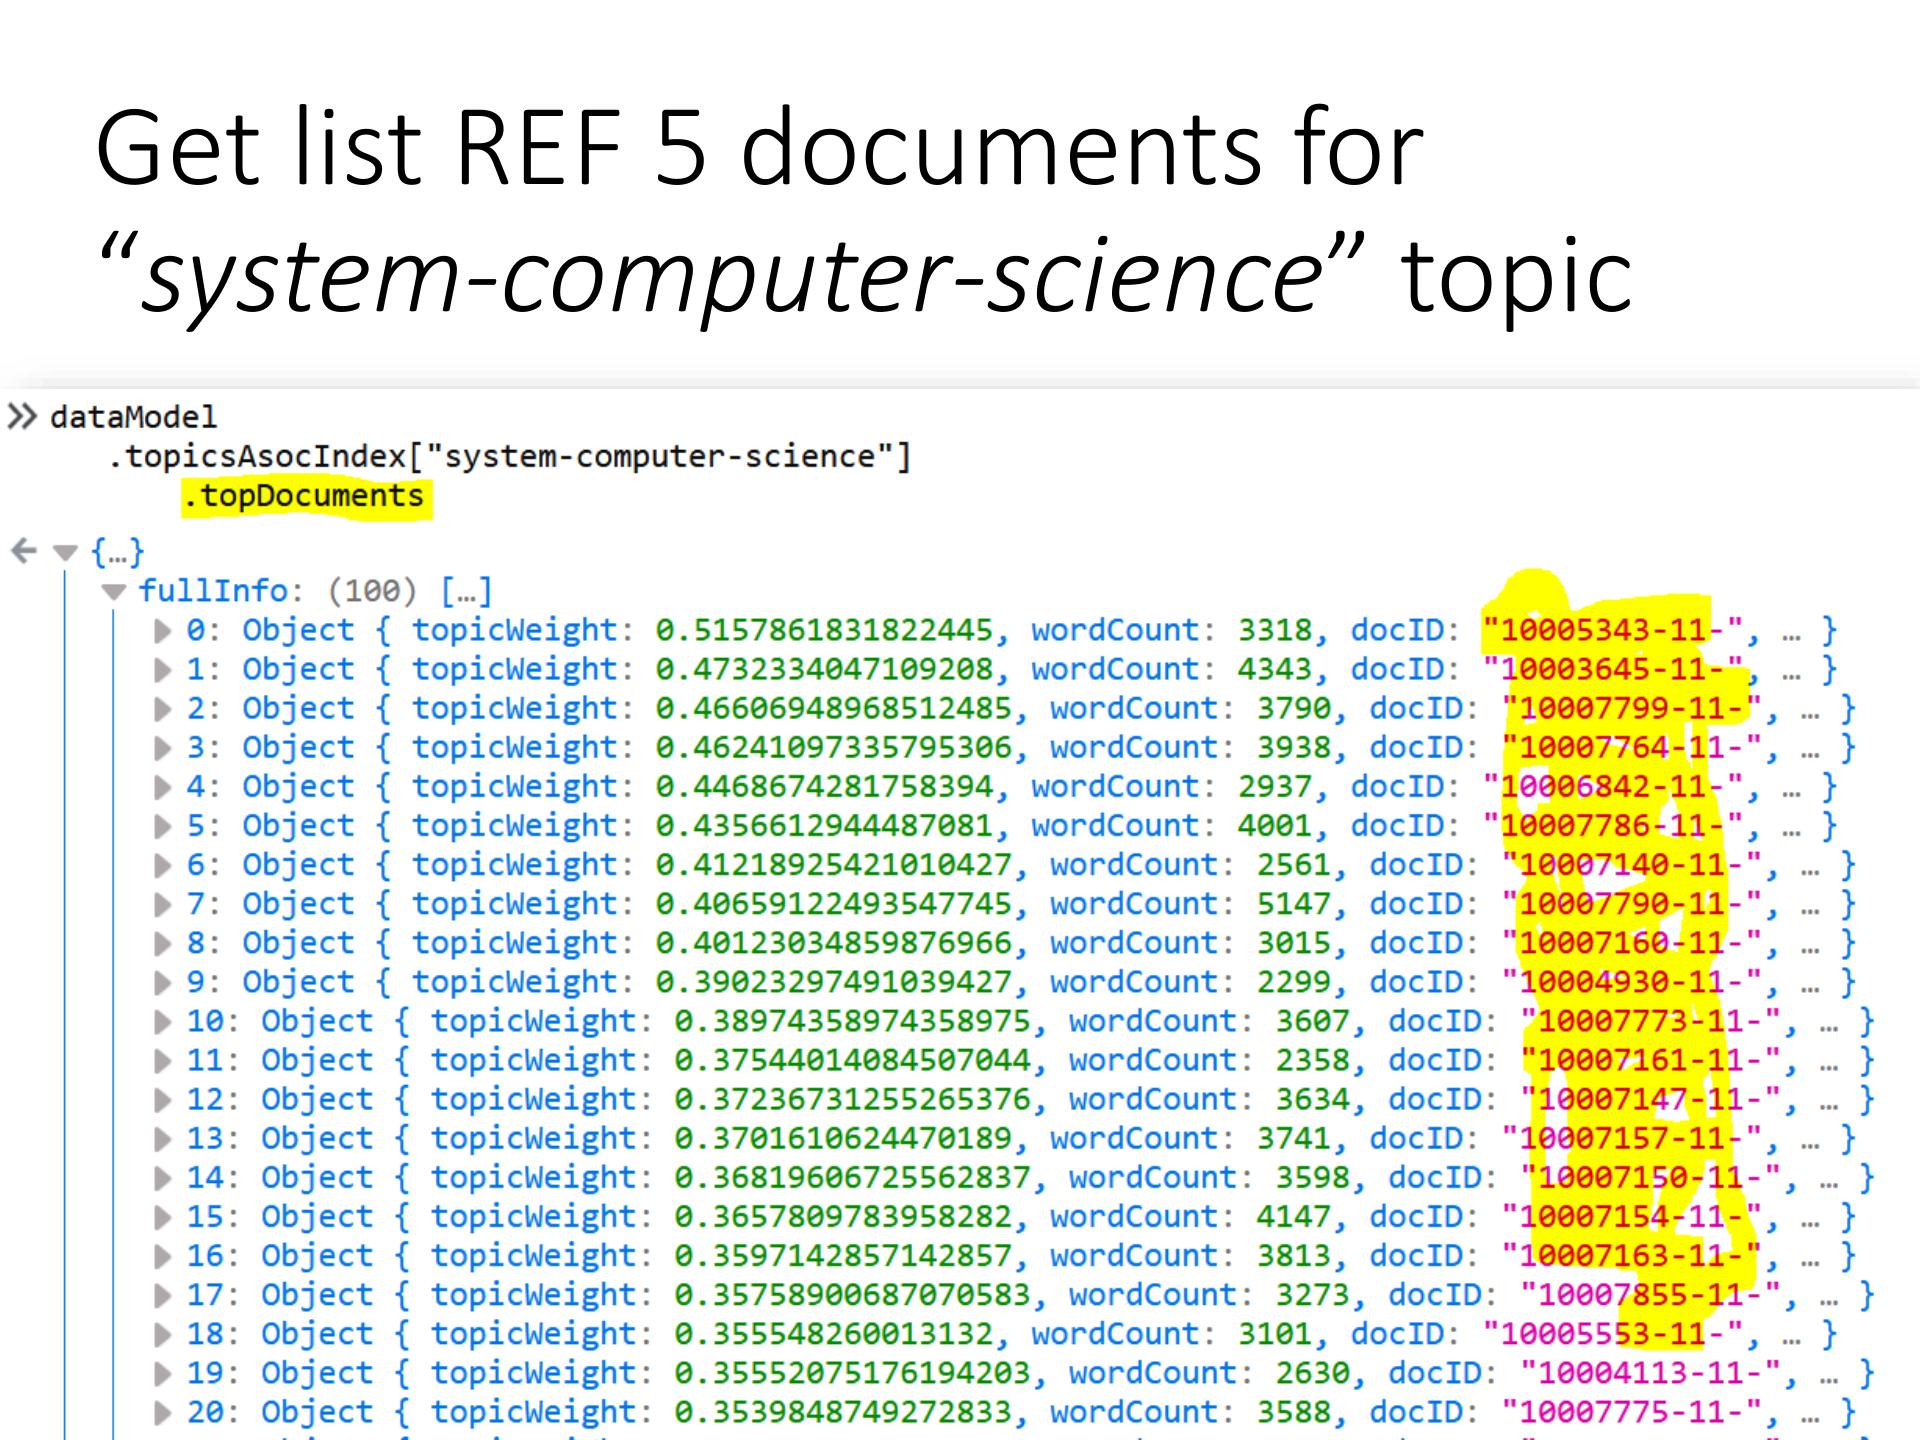 Get list REF 5 documents for
“system-computer-science” topic
dataModel
.topicsAsocIndex["system-computer-science"]
.topDocuments
{…}
fullInfo: (100) […]
0: Object { topicWeight: 0.5157861831822445, wordCount: 3318, docID: "10005343-11-", … }
1: Object { topicWeight: 0.4732334047109208, wordCount: 4343, docID: "10003645-11-", … }
2: Object { topicWeight: 0.46606948968512485, wordCount: 3790, docID: "10007799-11-", … }
3: Object { topicWeight: 0.46241097335795306, wordCount: 3938, docID: "10007764-11-", … }
4: Object { topicWeight: 0.4468674281758394, wordCount: 2937, docID: "10006842-11-", … }
5: Object { topicWeight: 0.4356612944487081, wordCount: 4001, docID: "10007786-11-", … }
6: Object { topicWeight: 0.41218925421010427, wordCount: 2561, docID: "10007140-11-", … }
7: Object { topicWeight: 0.40659122493547745, wordCount: 5147, docID: "10007790-11-", … }
8: Object { topicWeight: 0.40123034859876966, wordCount: 3015, docID: "10007160-11-", … }
9: Object { topicWeight: 0.39023297491039427, wordCount: 2299, docID: "10004930-11-", … }
10: Object { topicWeight: 0.38974358974358975, wordCount: 3607, docID: "10007773-11-", … }
11: Object { topicWeight: 0.37544014084507044, wordCount: 2358, docID: "10007161-11-", … }
12: Object { topicWeight: 0.37236731255265376, wordCount: 3634, docID: "10007147-11-", … }
13: Object { topicWeight: 0.3701610624470189, wordCount: 3741, docID: "10007157-11-", … }
14: Object { topicWeight: 0.36819606725562837, wordCount: 3598, docID: "10007150-11-", … }
15: Object { topicWeight: 0.3657809783958282, wordCount: 4147, docID: "10007154-11-", … }
16: Object { topicWeight: 0.3597142857142857, wordCount: 3813, docID: "10007163-11-", … }
17: Object { topicWeight: 0.35758900687070583, wordCount: 3273, docID: "10007855-11-", … }
18: Object { topicWeight: 0.355548260013132, wordCount: 3101, docID: "10005553-11-", … }
19: Object { topicWeight: 0.35552075176194203, wordCount: 2630, docID: "10004113-11-", … }
20: Object { topicWeight: 0.3539848749272833, wordCount: 3588, docID: "10007775-11-", … }